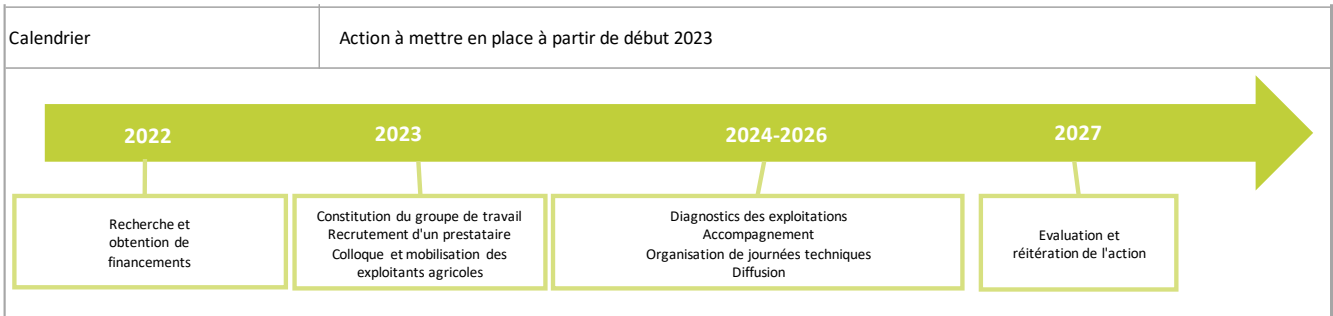 Calendrier
Action à mettre en place à partir de début 2023
2022
2023
2024-2026
2027
Recherche et
obtention de
financements
Constitution du groupe de travail
Recrutement d'un prestataire
Colloque et mobilisation des
exploitants agricoles
Diagnostics des exploitations
Accompagnement
Organisation de journées techniques
Diffusion
Evaluation et
réitération de l'action